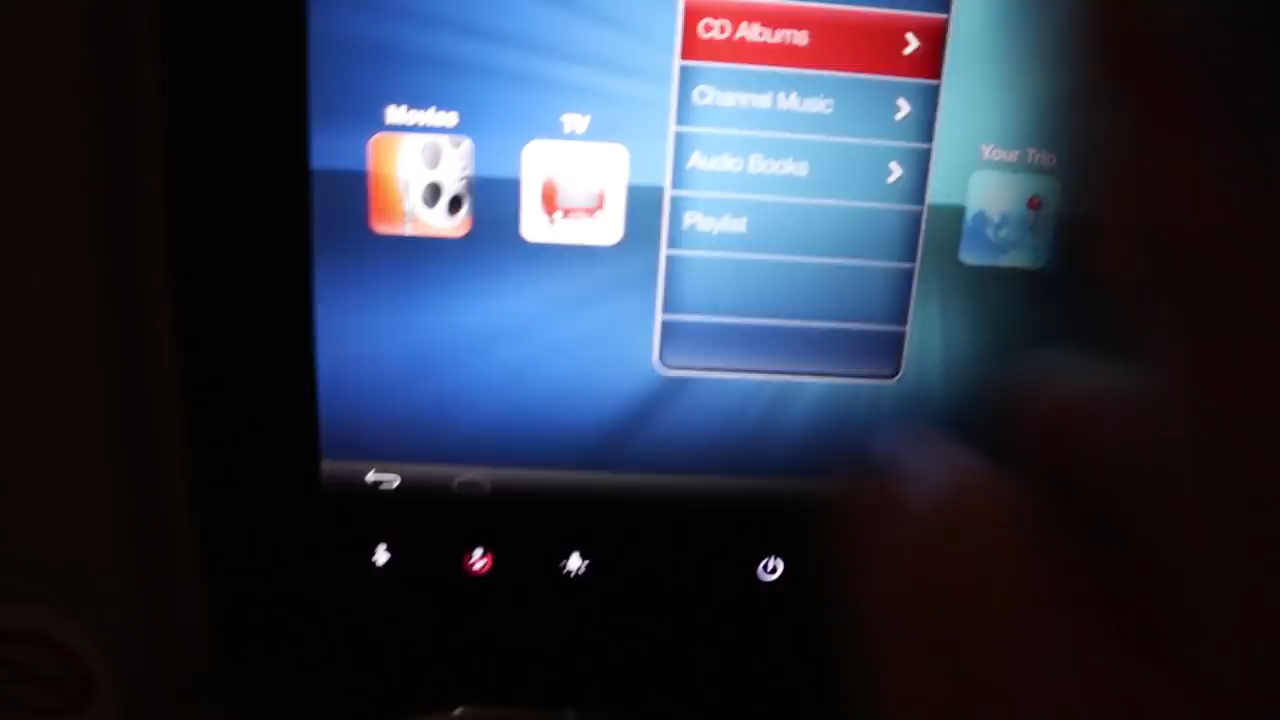 CD Albums
Channel Music
Movies
TV
Audio Books
Your Trip
Playlist